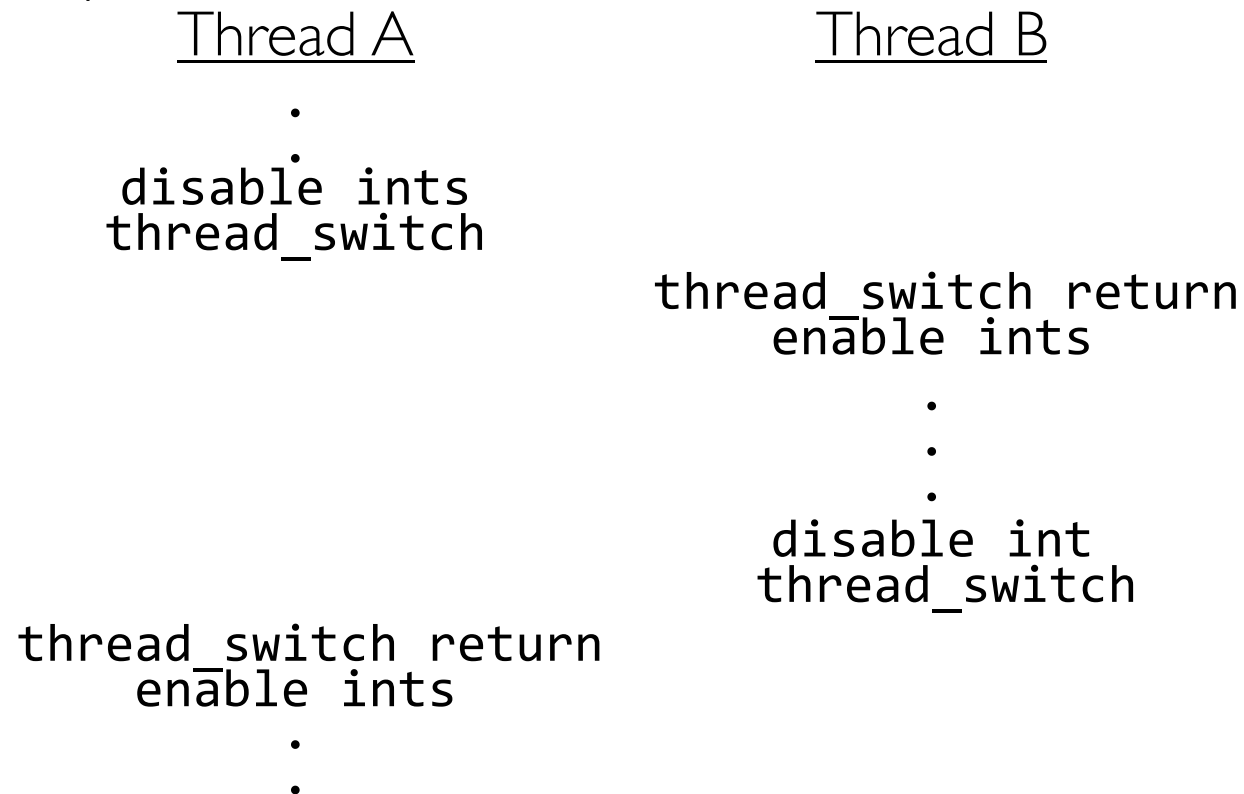 Thread A
Thread B
.
.
disable ints
thread_switch
thread_switch return
enable ints
.
.
.
disable int
thread_switch
thread_switch return
enable ints
.
.